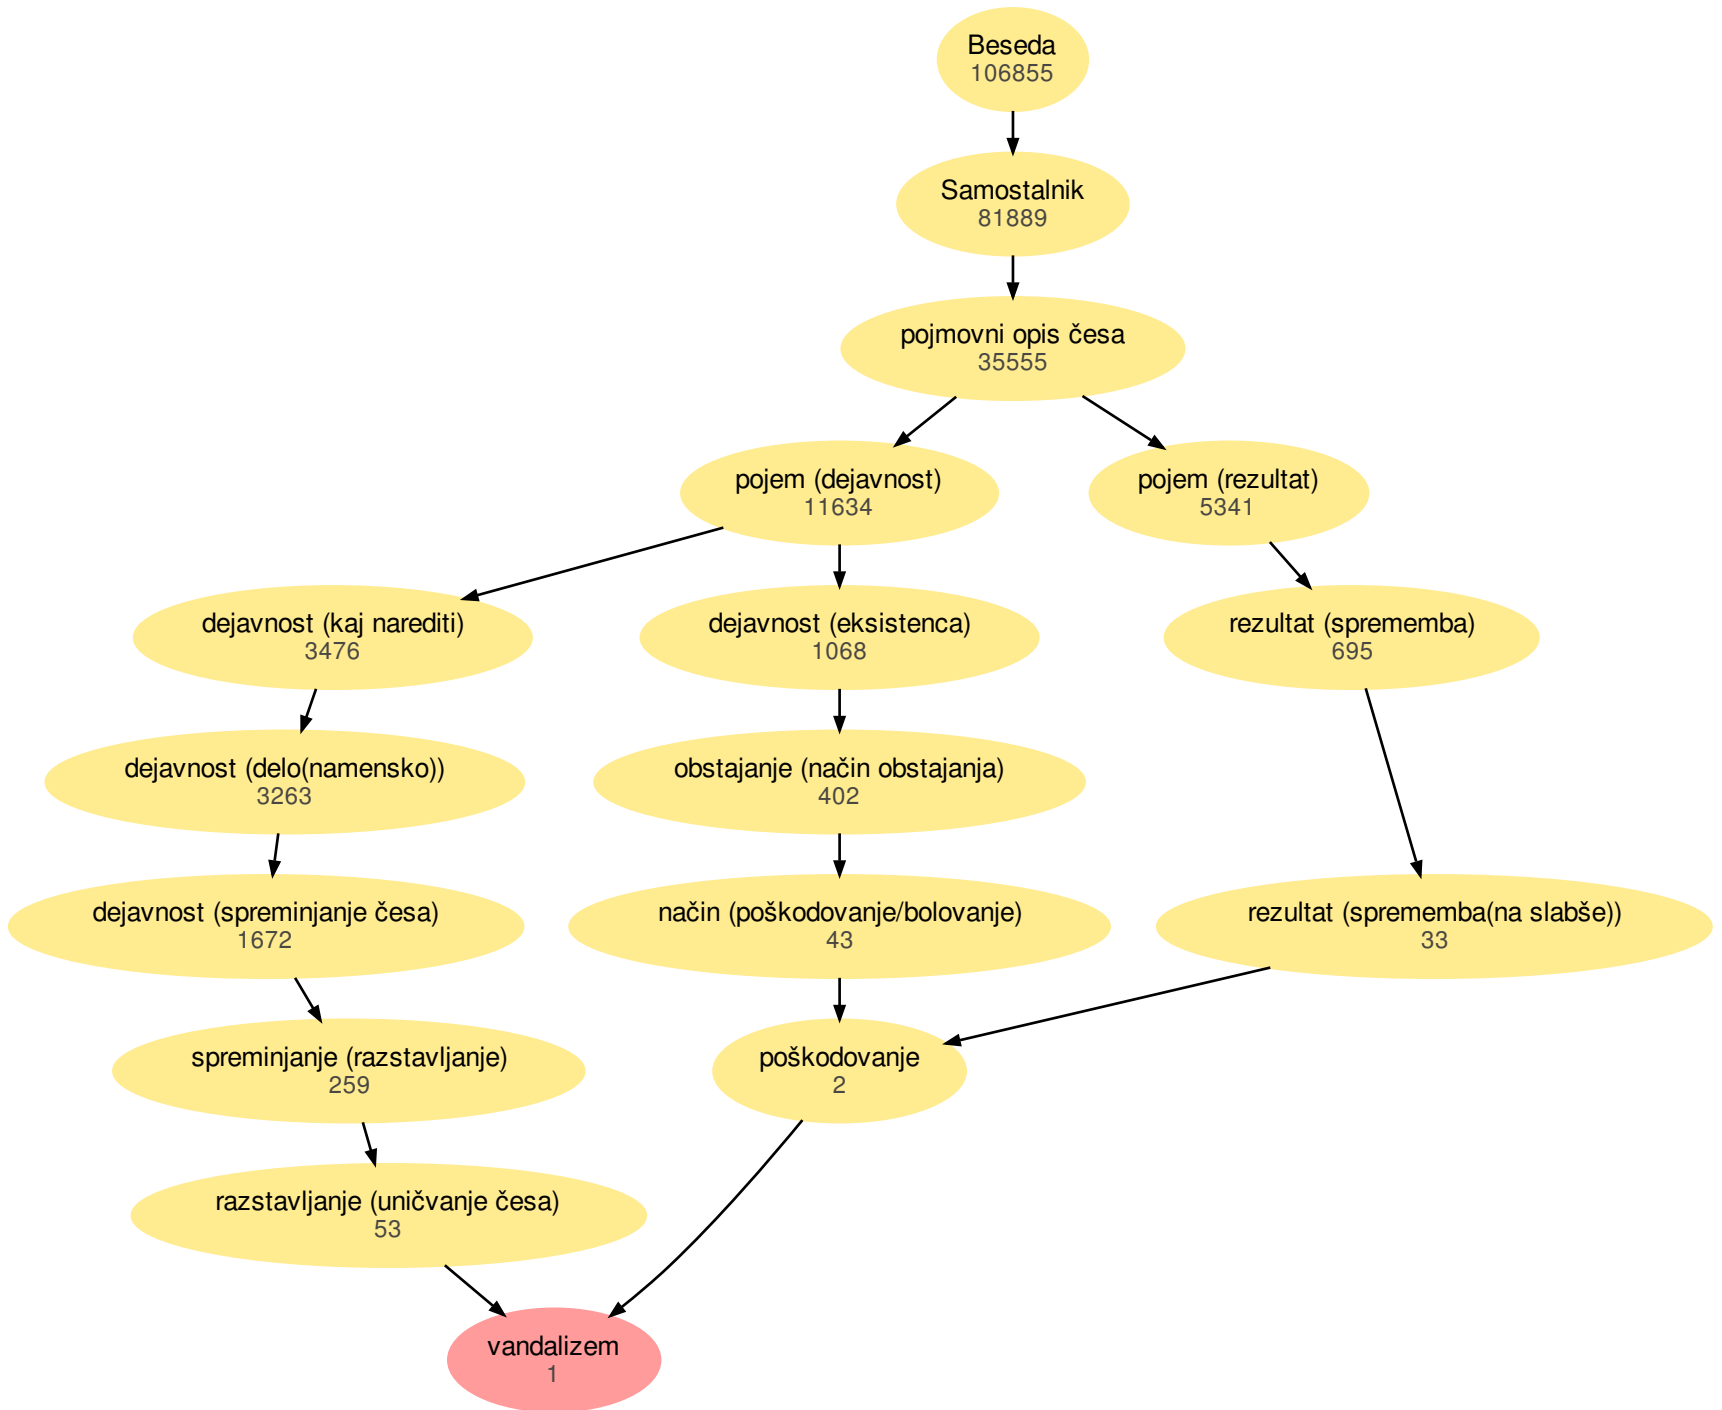 Beseda
106855
Samostalnik
81889
pojmovni opis česa
35555
pojem (dejavnost)
11634
pojem (rezultat)
5341
dejavnost (kaj narediti)
3476
dejavnost (eksistenca)
1068
rezultat (sprememba)
695
dejavnost (delo(namensko))
3263
obstajanje (način obstajanja)
402
dejavnost (spreminjanje česa)
1672
način (poškodovanje/bolovanje)
43
rezultat (sprememba(na slabše))
33
spreminjanje (razstavljanje)
259
poškodovanje
2
razstavljanje (uničvanje česa)
53
vandalizem
1